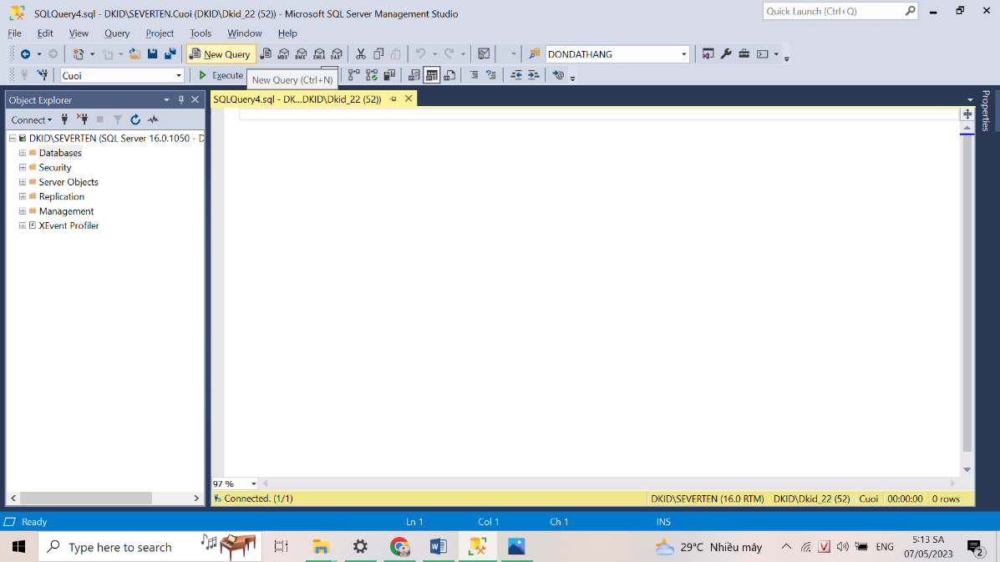 SQLQuery4.sql - DKID\SEVERTEN.Cuoi (DKID\Dkid_22 (52)) - Microsoft SQL Server Management Studio
Quick Launch (Ctrl+Q)
File Edit View Query Project Tools Window Help
New Query MDX DMX XMLA DAX DONDATHANG
Cuoi Execute
New Query (Ctrl+N)
Object Explorer
SQLQuery4.sql - DK...DKID\Dkid_22 (52))
Properties
Connect
DKID\SEVERTEN (SQL Server 16.0.1050 - D
Databases
Security
Server Objects
Replication
Management
XEvent Profiler
97 %
Connected. (1/1) DKID\SEVERTEN (16.0 RTM) DKID\Dkid_22 (52) Cuoi 00:00:00 0 rows
Ready Ln 1 Col 1 Ch 1 INS
Type here to search
29°C Nhiều mây
V
ENG
5:13 SA
07/05/2023
2